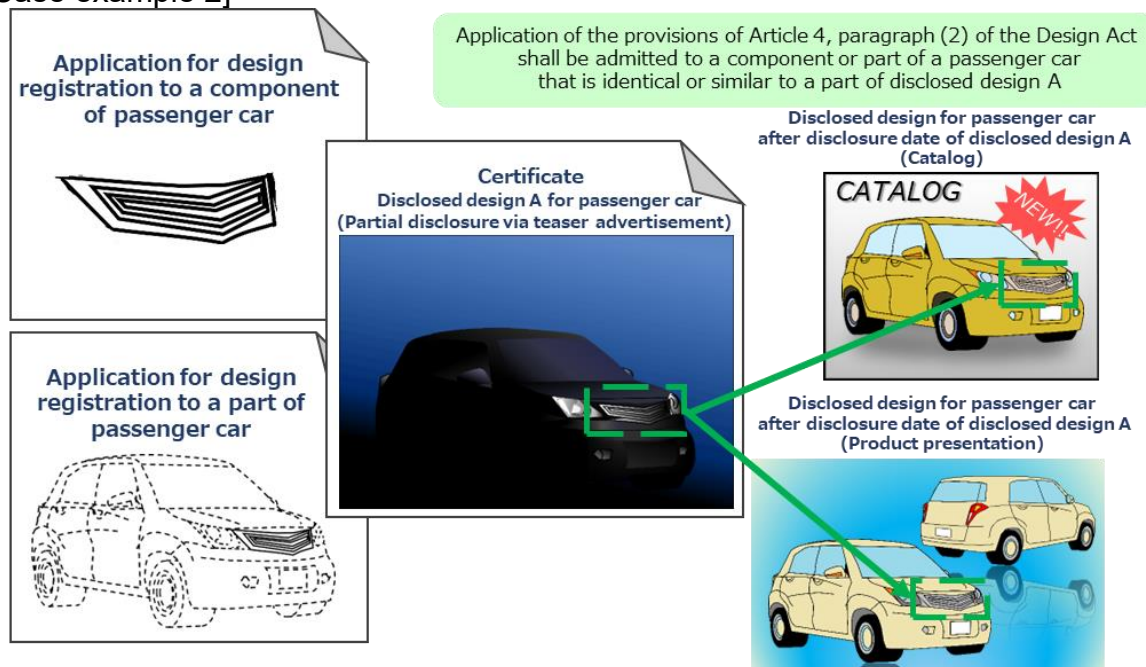 Application for design
registration to a component
of passenger car
Application of the provisions of Article 4, paragraph (2) of the Design Act
shall be admitted to a component or part of a passenger car
that is identical or similar to a part of disclosed design A
Certificate
Disclosed design A for passenger car
(Partial disclosure via teaser advertisement)
Disclosed design for passenger car
after disclosure date of disclosed design A
(Catalog)
CATALOG
NEW!!
Application for design
registration to a part of
passenger car
Disclosed design for passenger car
after disclosure date of disclosed design A
(Product presentation)